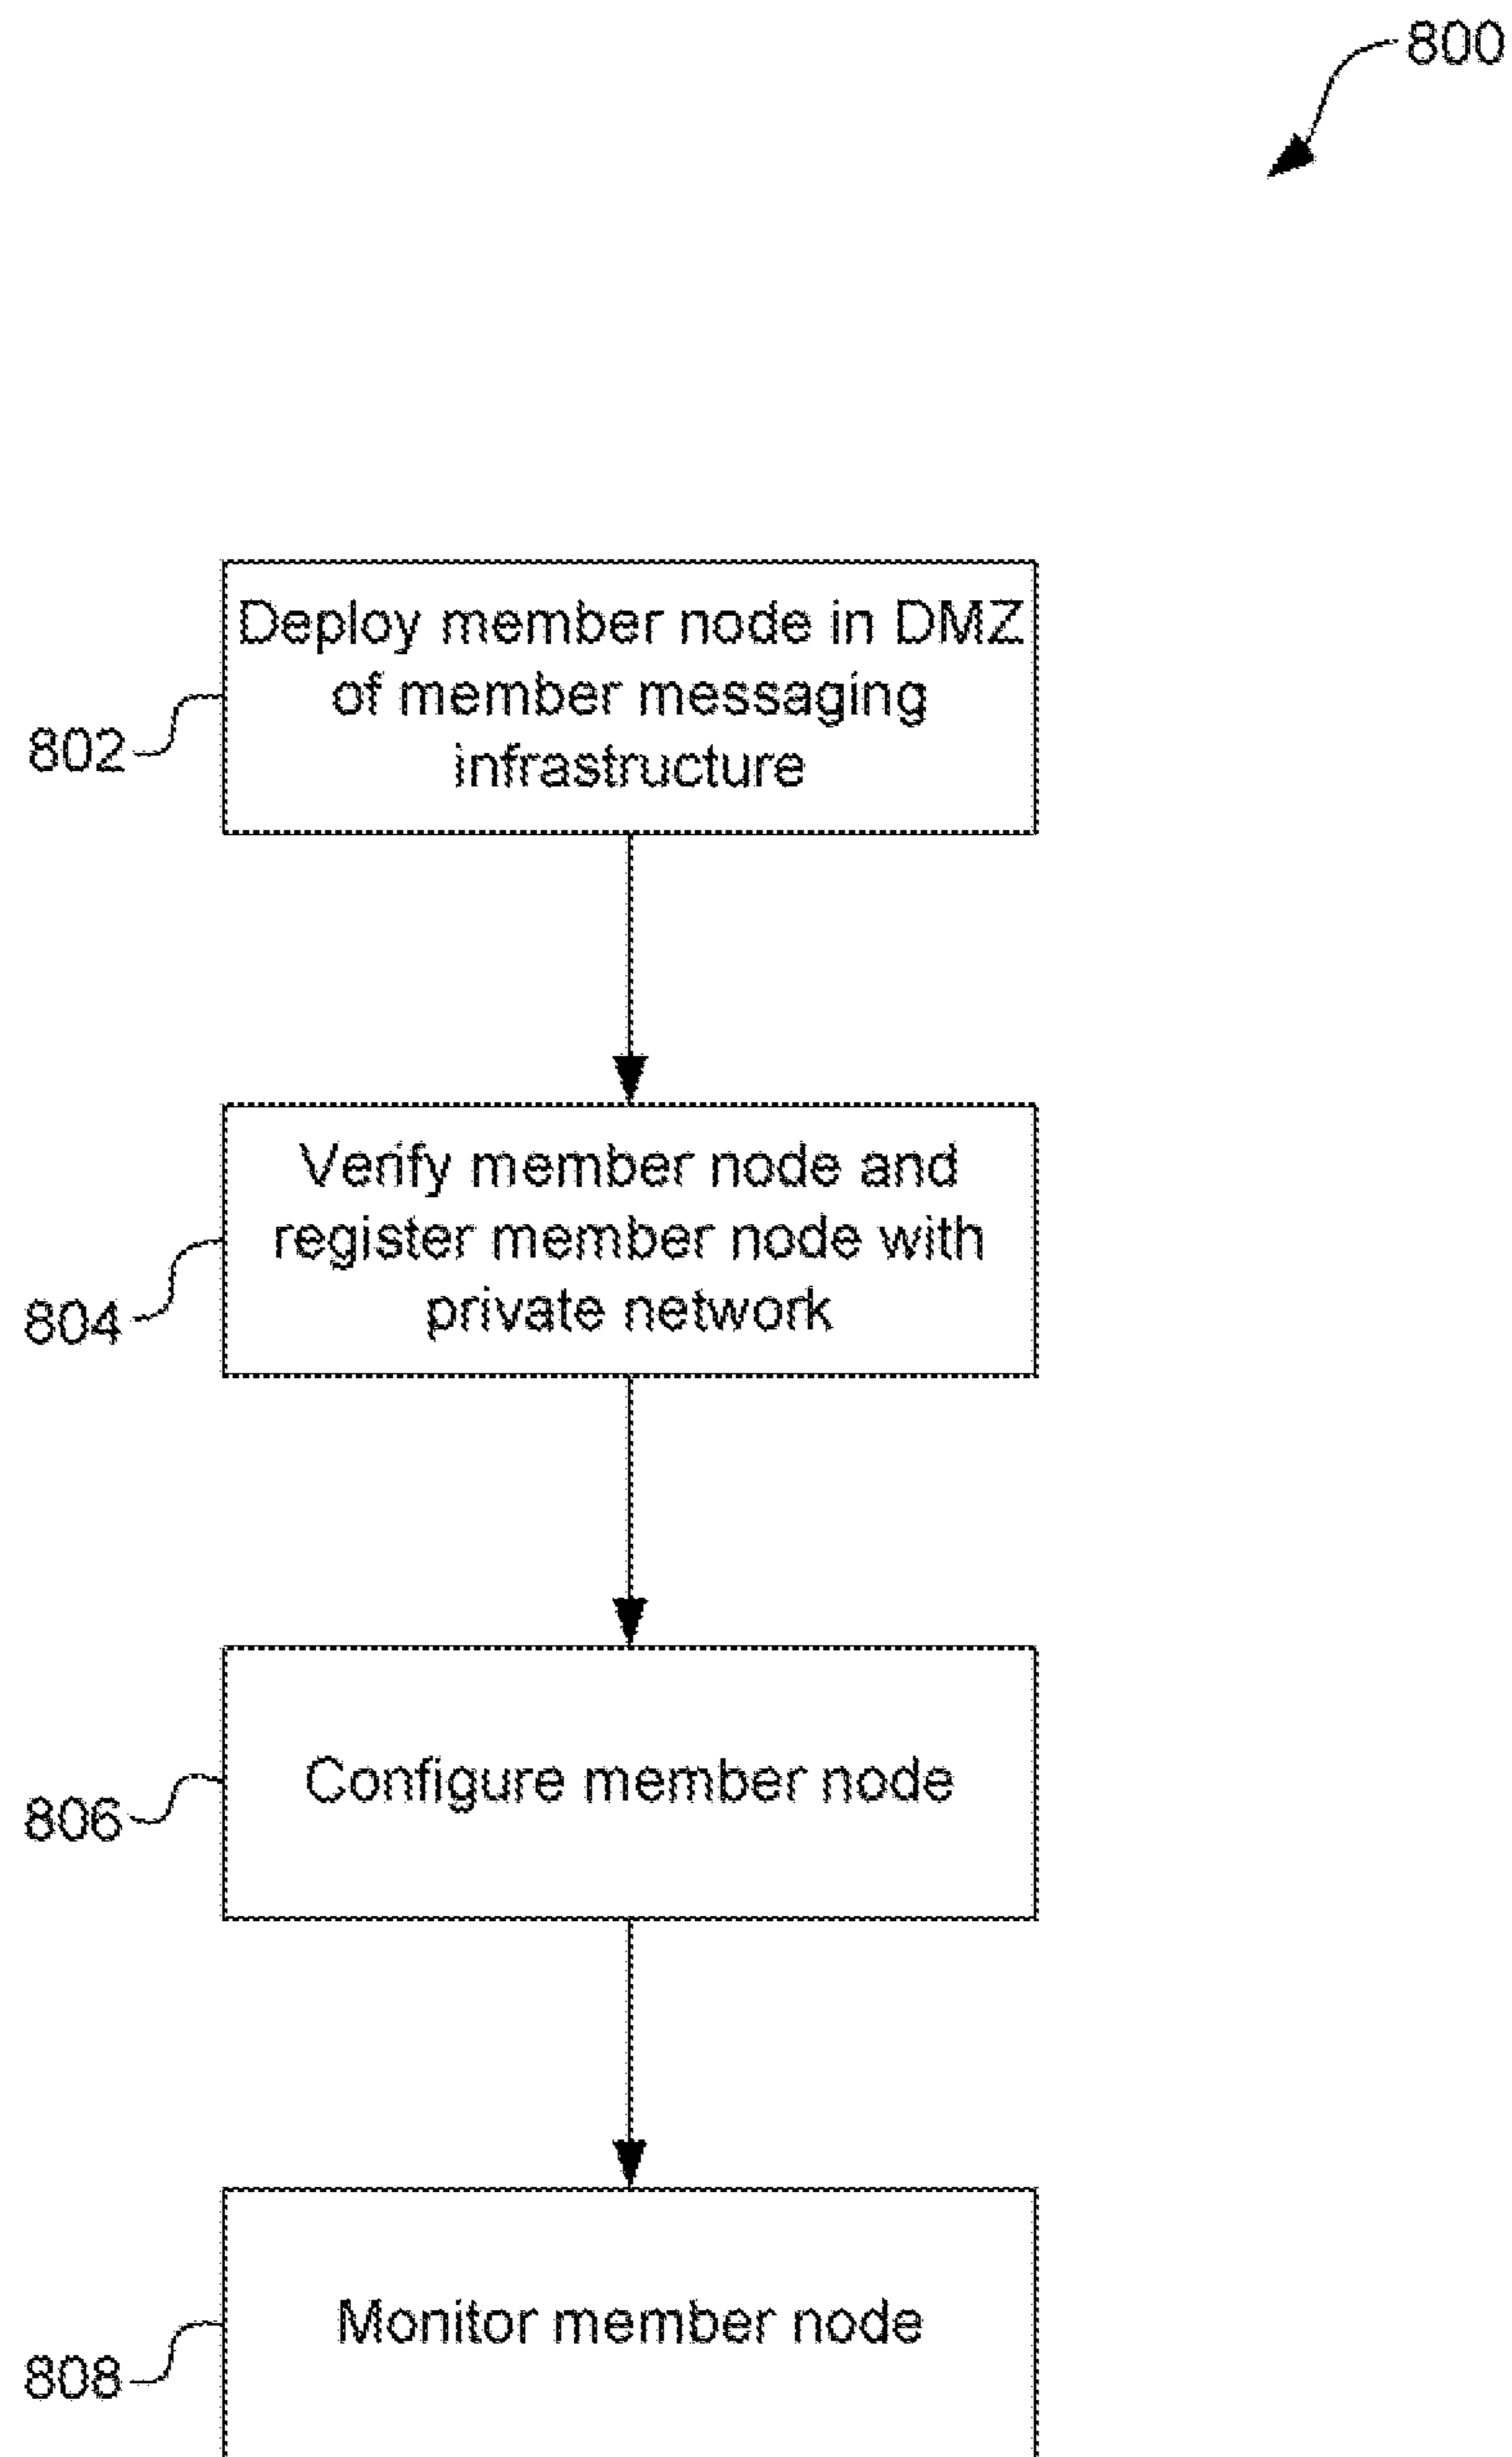 800
Deploy member node in DMZ
of member messaging
infrastructure
802
Verify member node and
register member node with
private network
804
Configure member node
806
Monitor member node
808